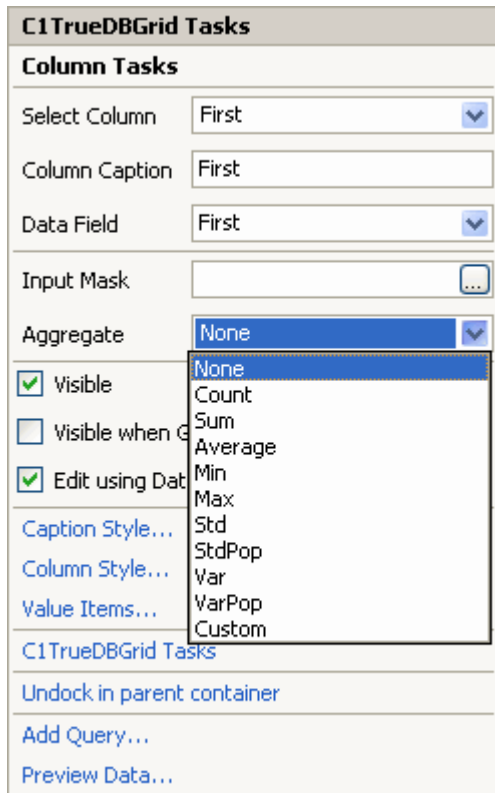 C1TrueDBGrid Tasks
Column Tasks
Select Column First
Column Caption First
Data Field First
Input Mask ...
Aggregate None
None
Visible
Count
Sum
Visible when
Average
Min
Edit using
Max
Std
Caption Style...
StdPop
Column Style...
Var
Value Items...
VarPop
Custom
C1TrueDBGrid Tasks
Undock in parent container
Add Query...
Preview Data...